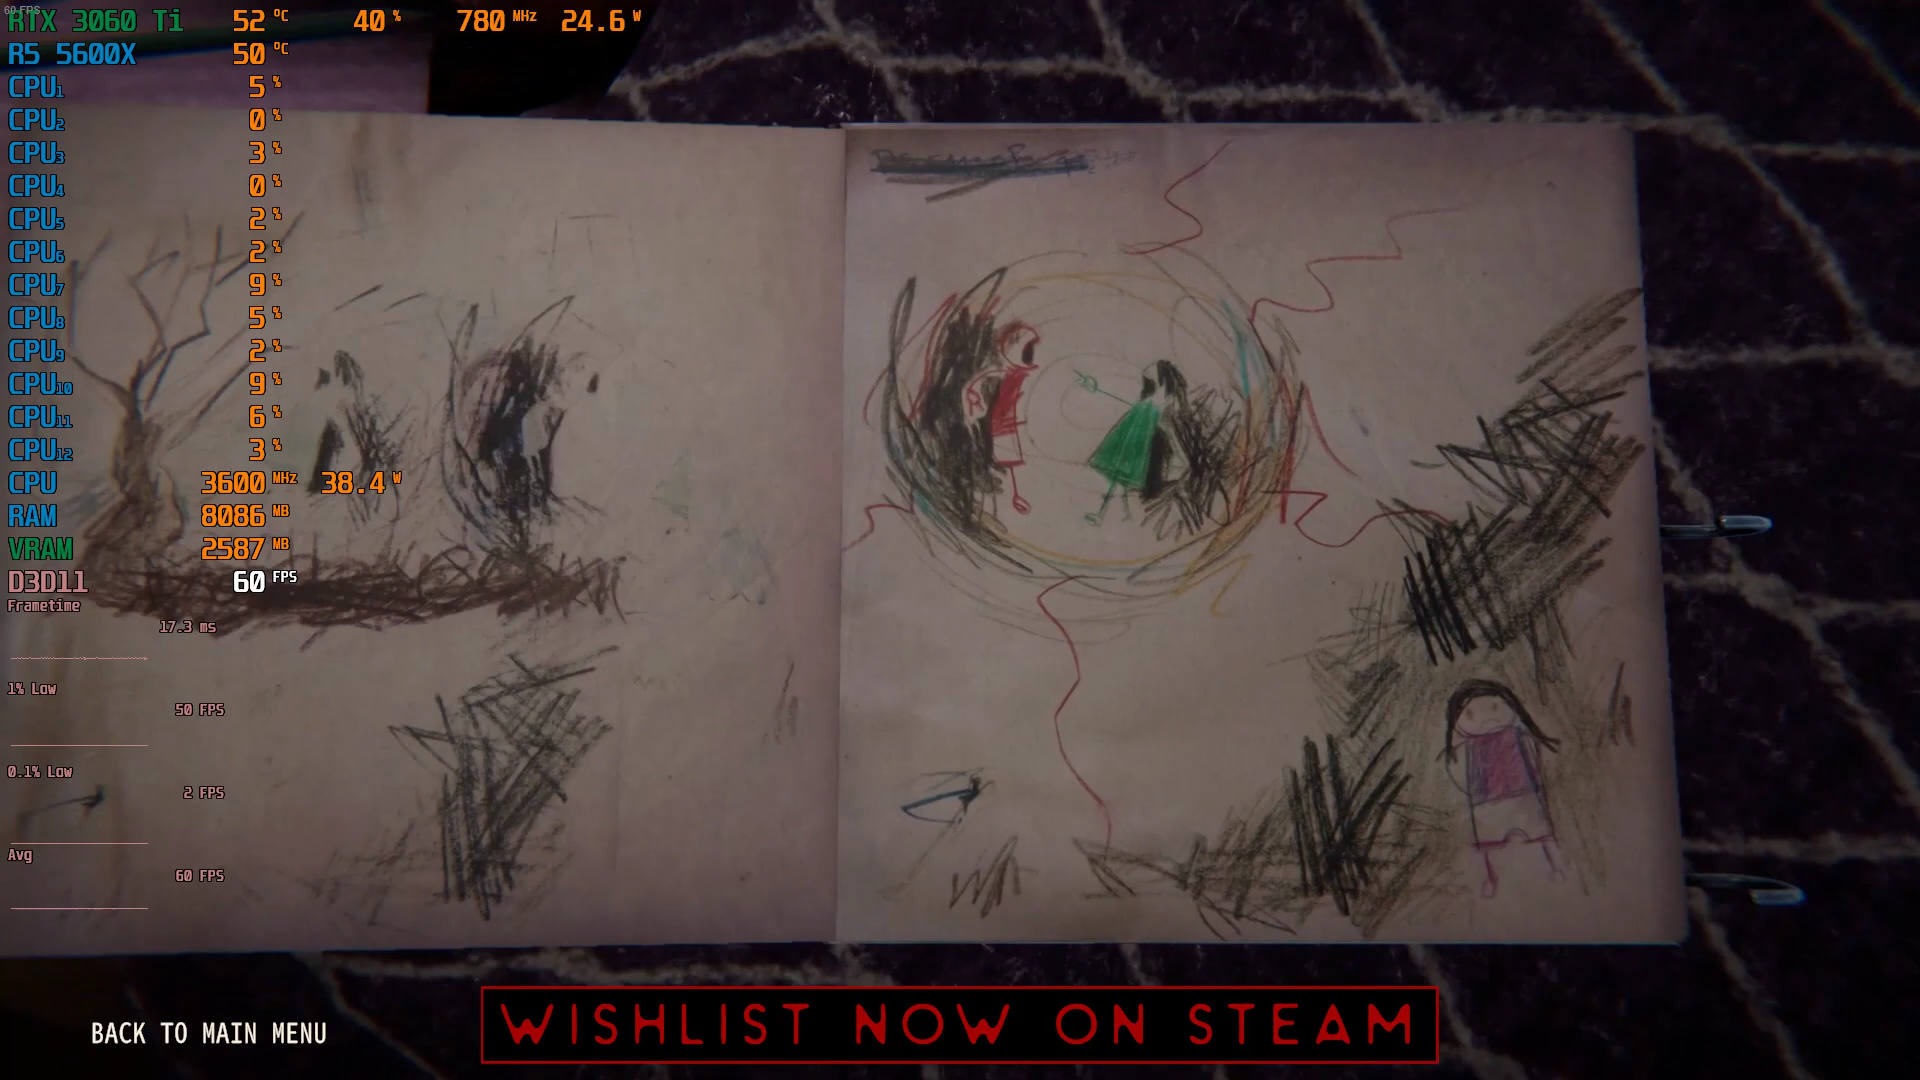 60 FPS
RTX 3060 Ti 52 °C 40 % 780 MHz 24.6 W
R5 5600X 50 °C
CPU1 5 %
CPU2 0 %
CPU3 3 %
CPU4 0 %
CPU5 2 %
CPU6 2 %
CPU7 9 %
CPU8 5 %
CPU9 2 %
CPU10 9 %
CPU11 6 %
CPU12 3 %
CPU 3600 MHz 38.4 W
RAM 8086 MB
VRAM 2587 MB
D3D11 60 FPS
Frametime
17.3 ms
1% Low
50 FPS
0.1% Low
2 FPS
Avg
60 FPS
BACK TO MAIN MENU
WISHLIST NOW ON STEAM